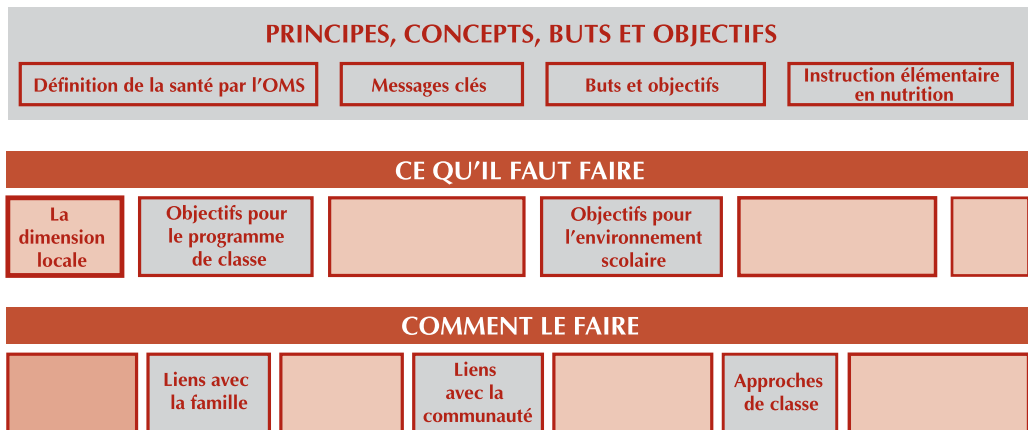 PRINCIPES, CONCEPTS, BUTS ET OBJECTIFS
Définition de la santé par l'OMS
Messages clés
Buts et objectifs
Instruction élémentaire
en nutrition
CE QU'IL FAUT FAIRE
La
dimension
locale
Objectifs pour
le programme
de classe
Objectifs pour
l'environnement
scolaire
COMMENT LE FAIRE
Liens avec
la famille
Liens
avec la
communauté
Approches
de classe